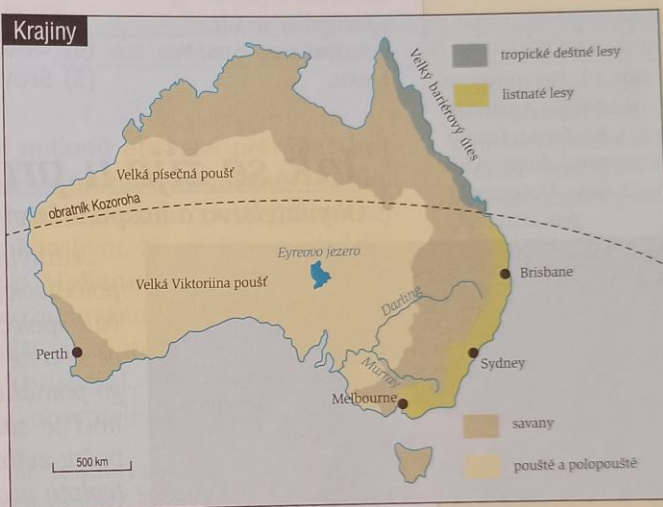 Krajiny
tropické deštné lesy
listnaté lesy
Velký bariérový útes
Velká písečná poušť
obratník Kozoroha
Eyreovo jezero
Velká Viktoriina poušť
Brisbane
Darling
Perth
Sydney
Murray
Melbourne
savany
500 km
pouště a polopouště